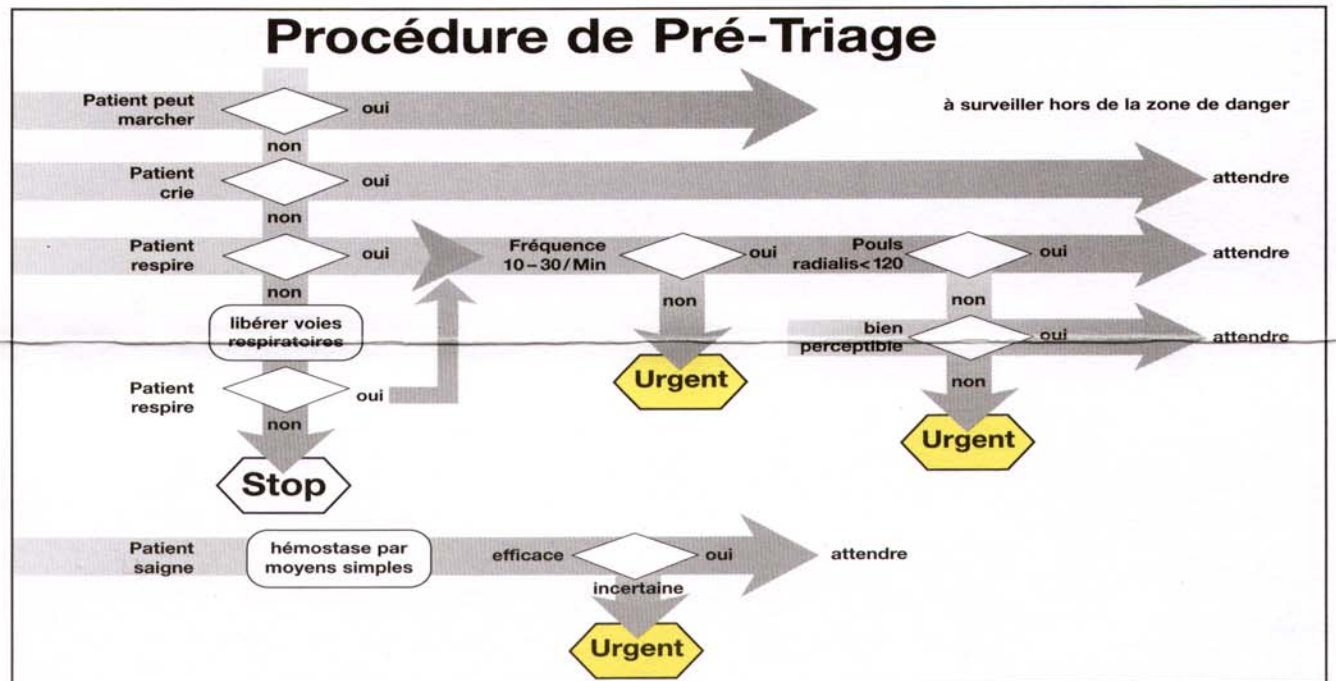 Procédure de Pré-Triage
Patient peut
marcher
oui
à surveiller hors de la zone de danger
non
Patient
crie
oui
attendre
non
Patient
respire
oui
Fréquence
10 – 30 / Min
oui
Pouls
radialis< 120
oui
attendre
non
non
non
libérer voies
respiratoires
bien
perceptible
oui
attendre
Patient
respire
oui
Urgent
non
non
Urgent
Stop
Patient
saigne
hémostase par
moyens simples
efficace
oui
attendre
incertaine
Urgent